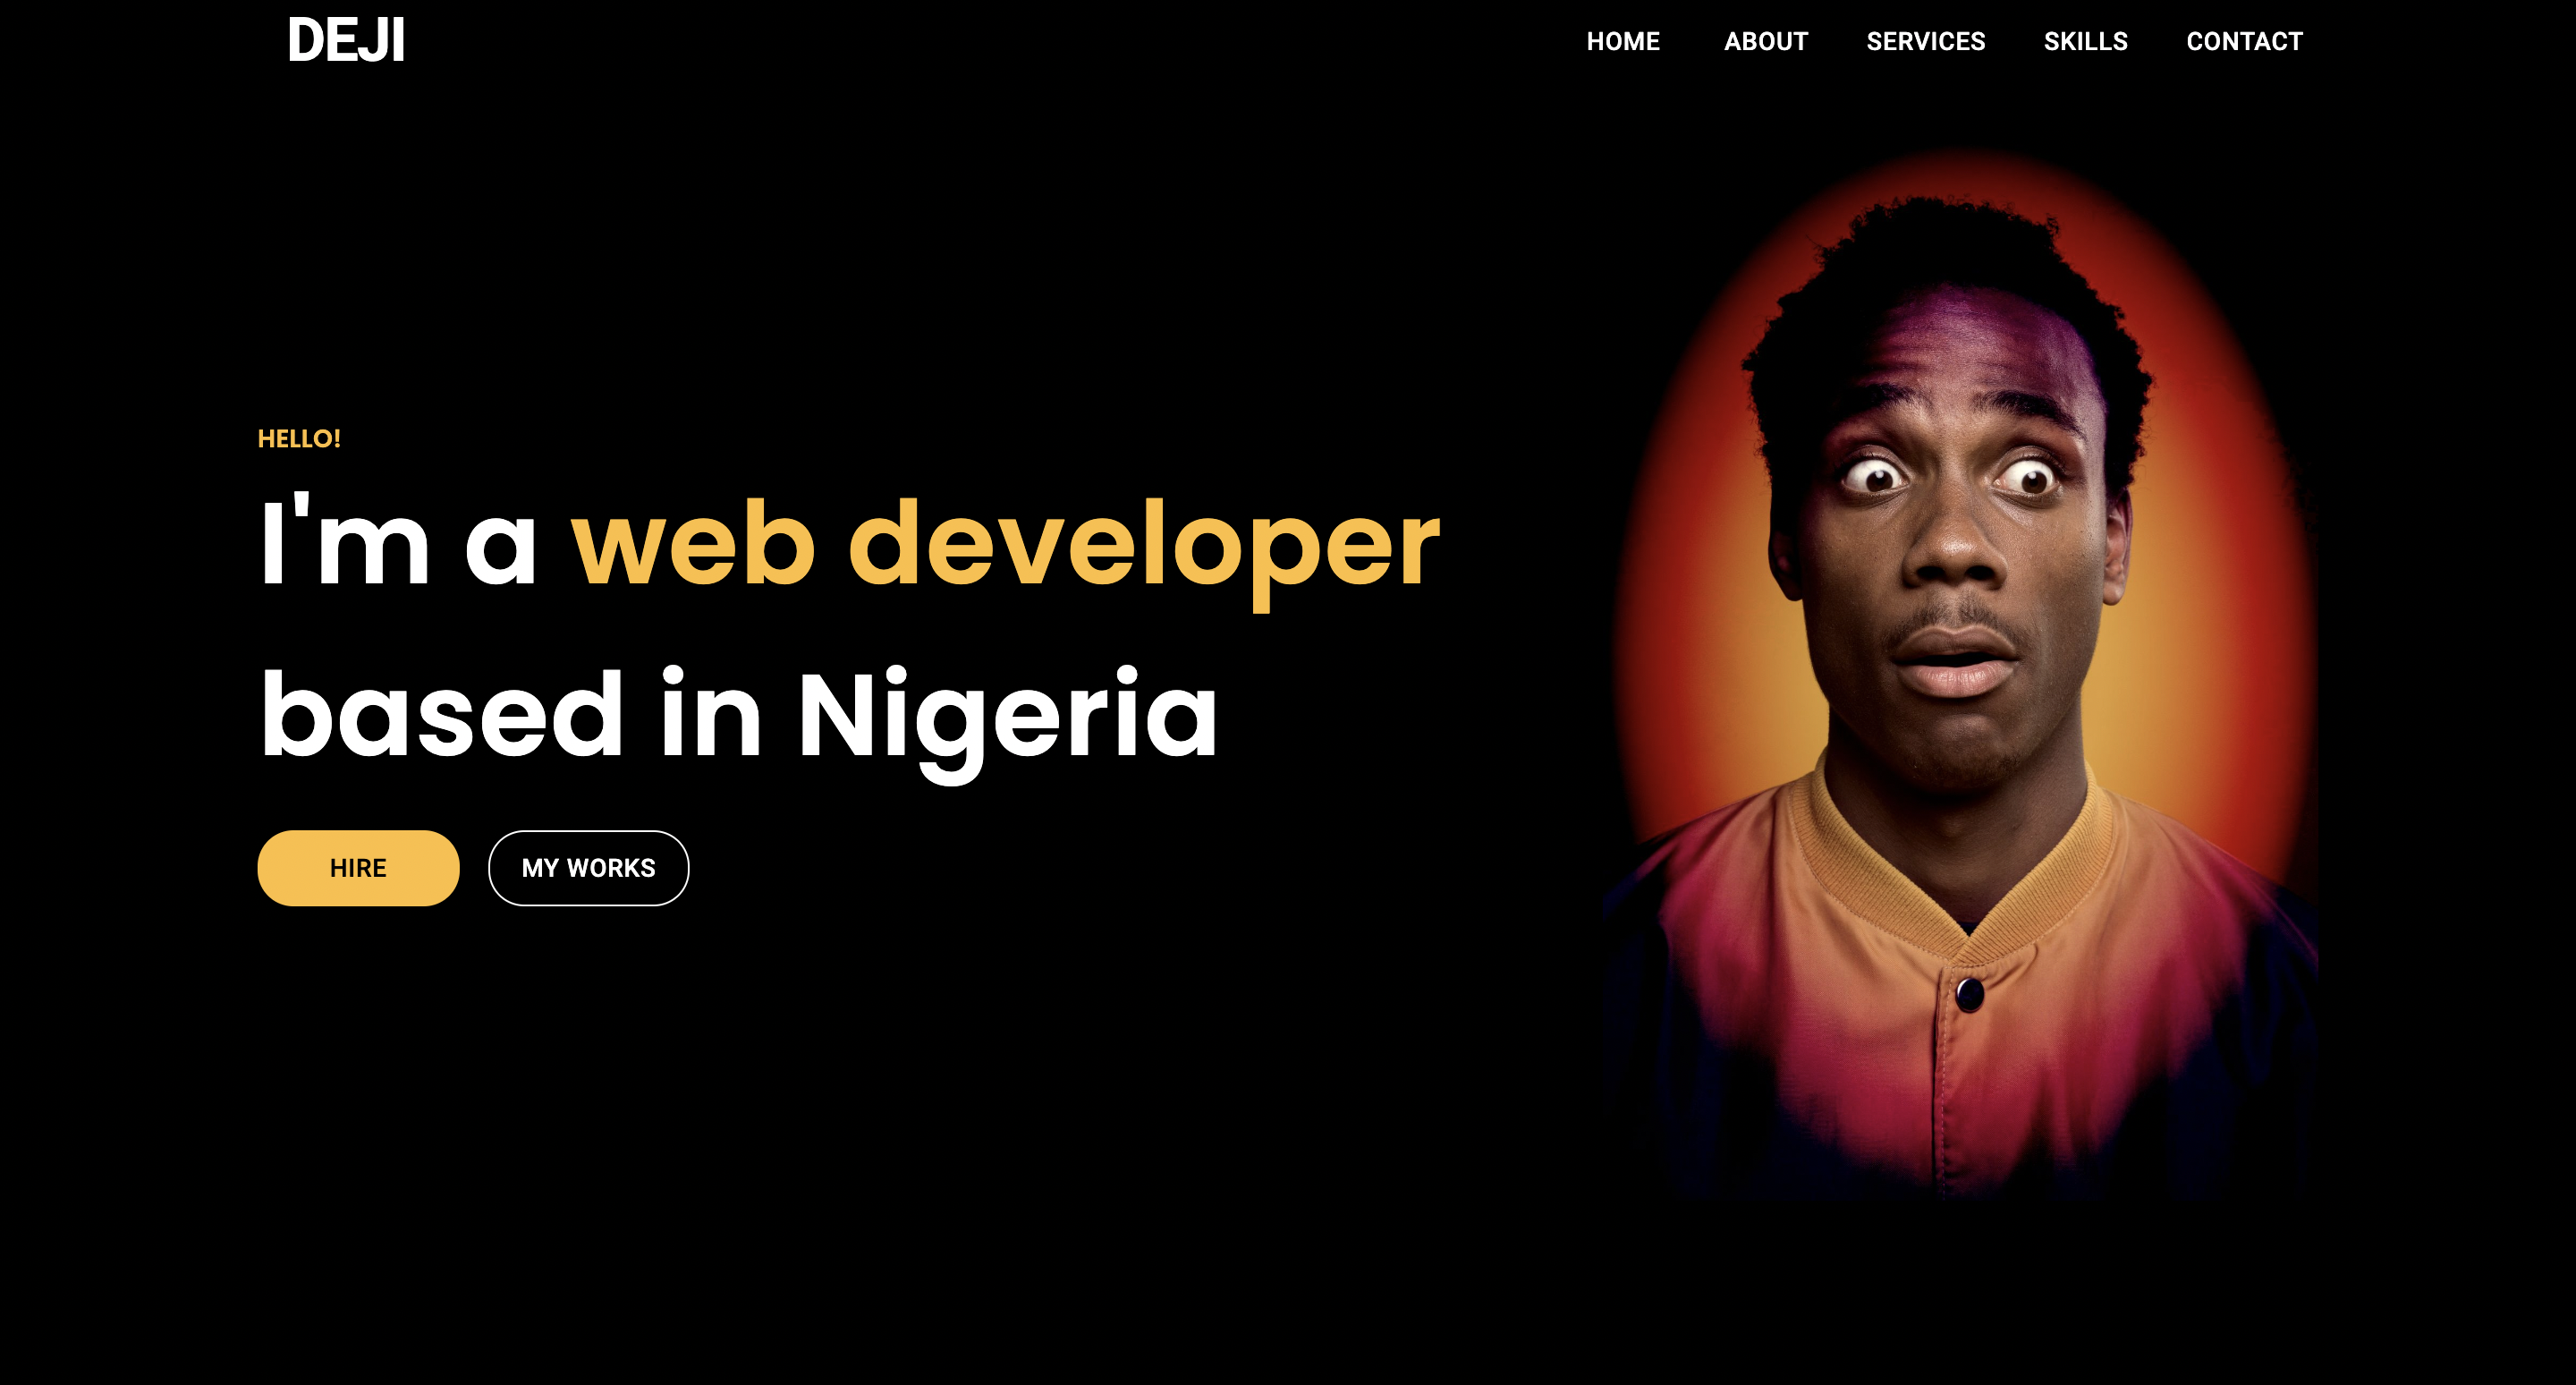 DEJI
HOME ABOUT SERVICES SKILLS CONTACT
HELLO!
I'm a web developer
based in Nigeria
HIRE MY WORKS